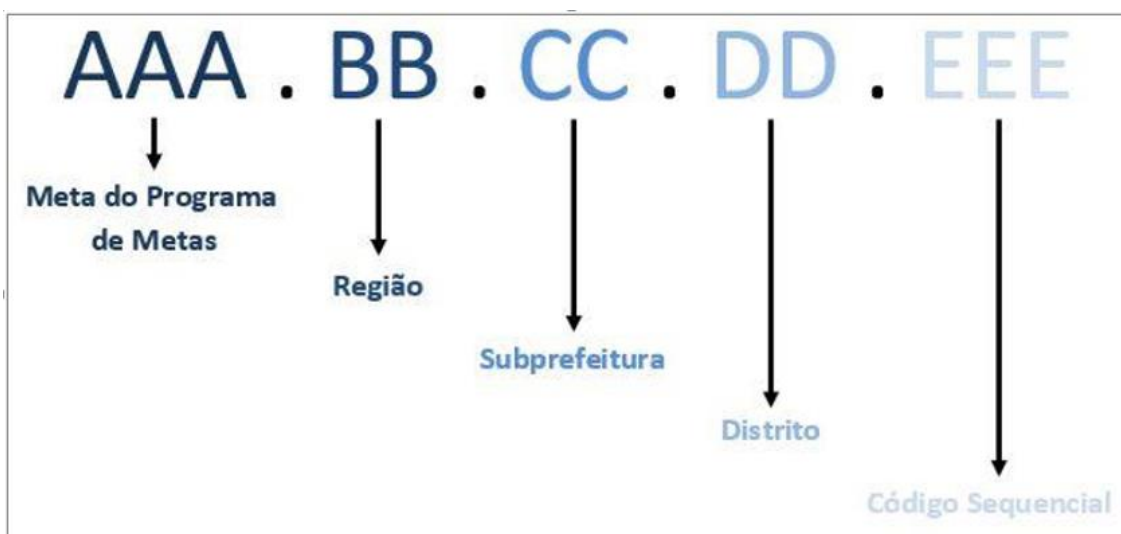 AAA . BB . CC . DD . EEE
Meta do Programa
de Metas
Região
Subprefeitura
Distrito
Código Sequencial